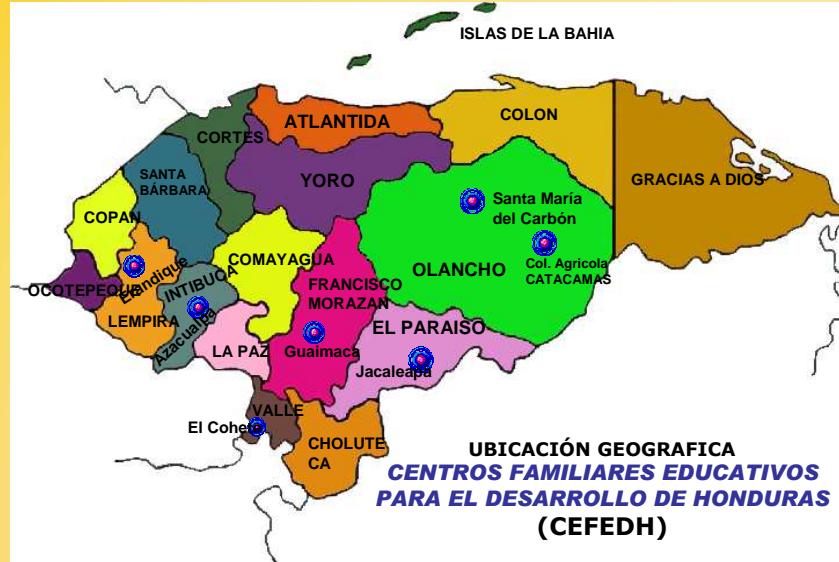 ISLAS DE LA BAHIA
ATLANTIDA
COLON
CORTES
SANTA
BÁRBARA
YORO
GRACIAS A DIOS
COPAN
Santa María
del Carbón
COMAYAGUA
OLANCHO
Col. Agricola
CATACAMAS
OCOTEPEQUE
Erandique
INTIBUCA
FRANCISCO
MORAZAN
LEMPIRA
Azacualpa
EL PARAISO
LA PAZ
Guaimaca
Jacaleapa
VALLE
El Cohete
CHOLUTE
CA
UBICACIÓN GEOGRAFICA
CENTROS FAMILIARES EDUCATIVOS
PARA EL DESARROLLO DE HONDURAS
(CEFEDH)